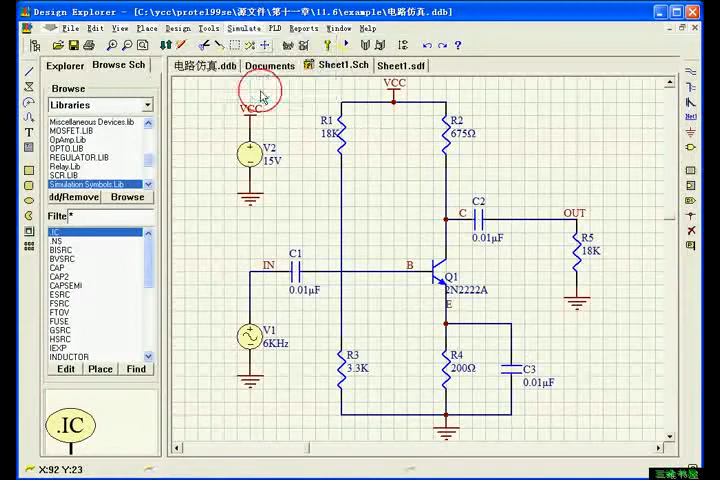 Design Explorer - [C:\ycc\protel99se\源文件\第十一章\11.6\example\电路仿真.ddb]
File Edit View Place Design Tools Simulate PLD Reports Window Help
Explorer Browse Sch
电路仿真.ddb Documents Sheet1.Sch Sheet1.sdf
Browse
Libraries
Miscellaneous Devices.lib
MOSFET.LIB
OpAmp.Lib
OPTO.LIB
REGULATOR.LIB
Relay.Lib
SCR.LIB
Simulation Symbols.Lib
dd/Remove Browse
Filte *
.IC
.NS
BISRC
BVSRC
CAP
CAP2
CAPSEMI
ESRC
FSRC
FTOV
FUSE
GSRC
HSRC
IEXP
INDUCTOR
Edit Place Find
.IC
VCC
VCC
R1
18K
R2
675Ω
V2
15V
C2
C
OUT
0.01µF
R5
18K
IN
C1
B
0.01µF
Q1
2N2222A
E
V1
6KHz
R3
3.3K
R4
200Ω
C3
0.01µF
X:92 Y:23
三维书屋